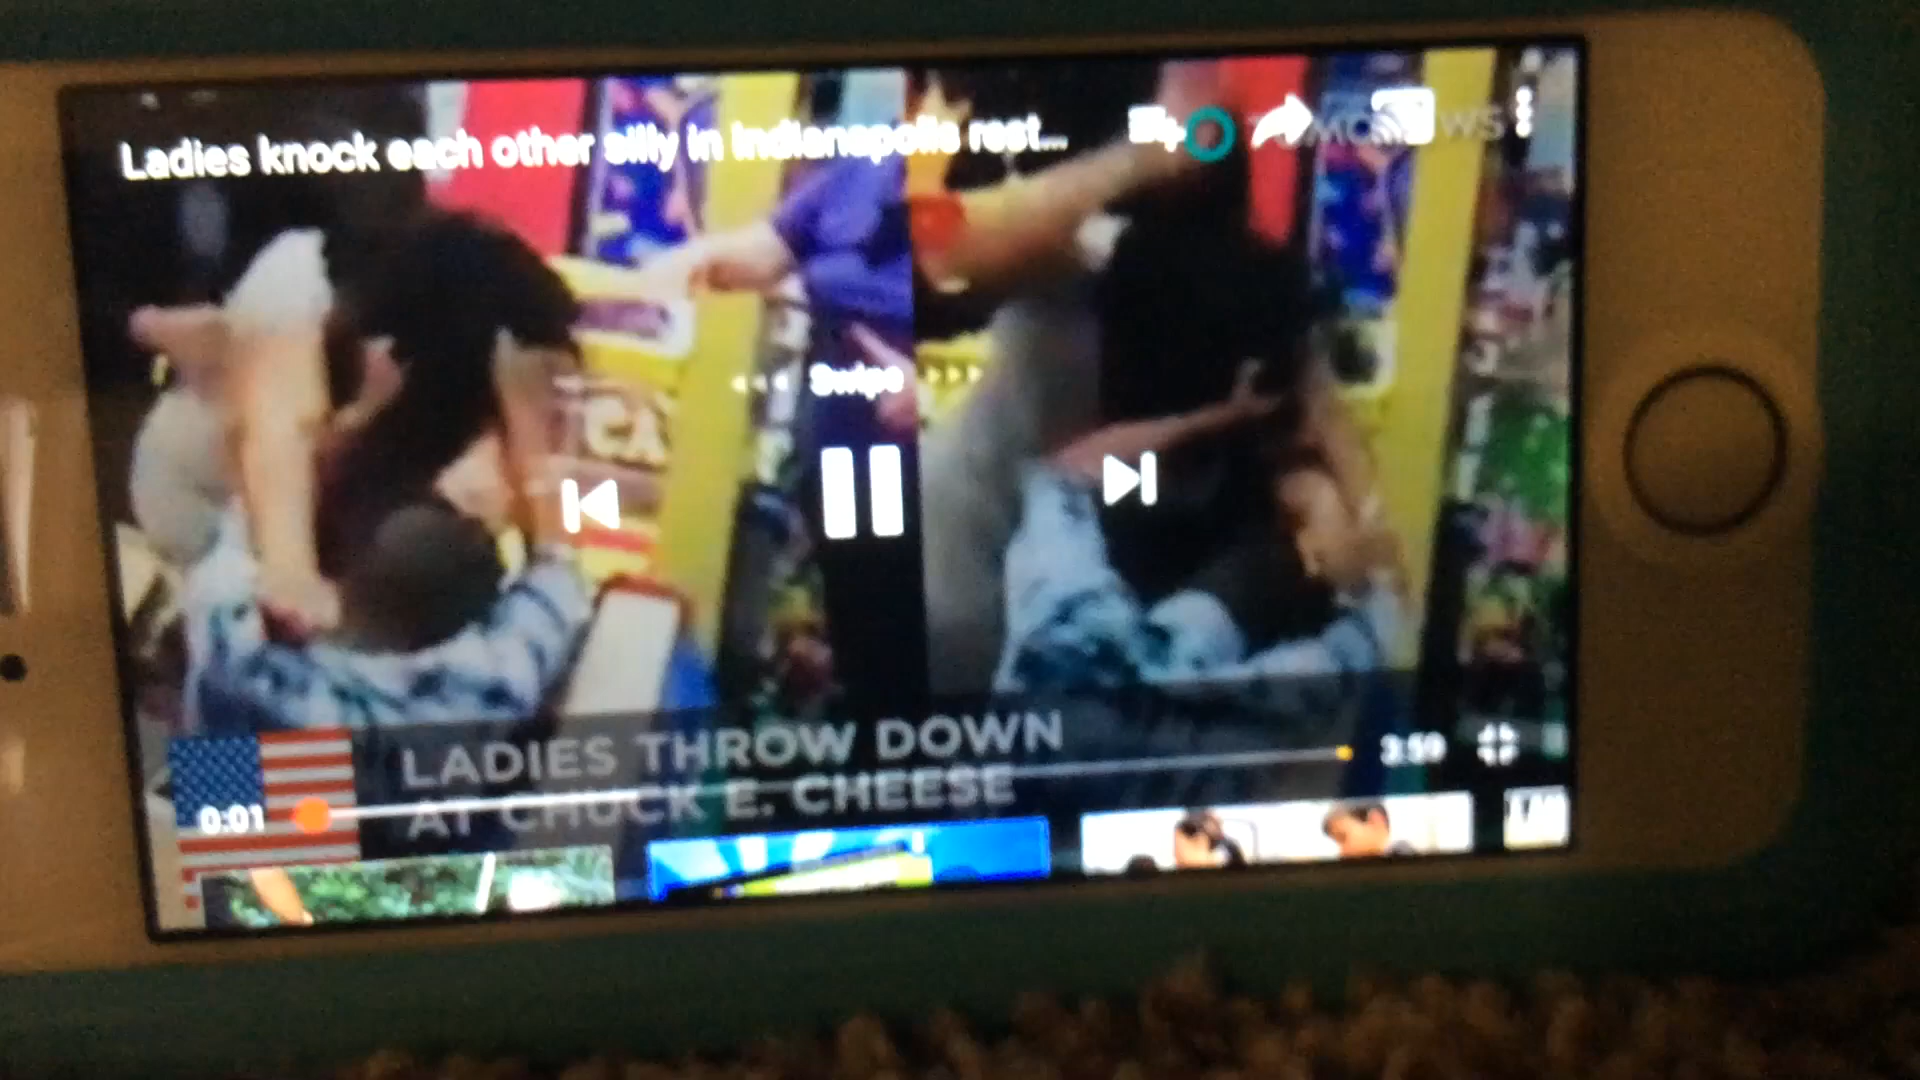 Ladies knock each other silly in Indianapolis rest...
WS
Swipe
LADIES THROW DOWN
AT CHUCK E. CHEESE
0:01
3:59